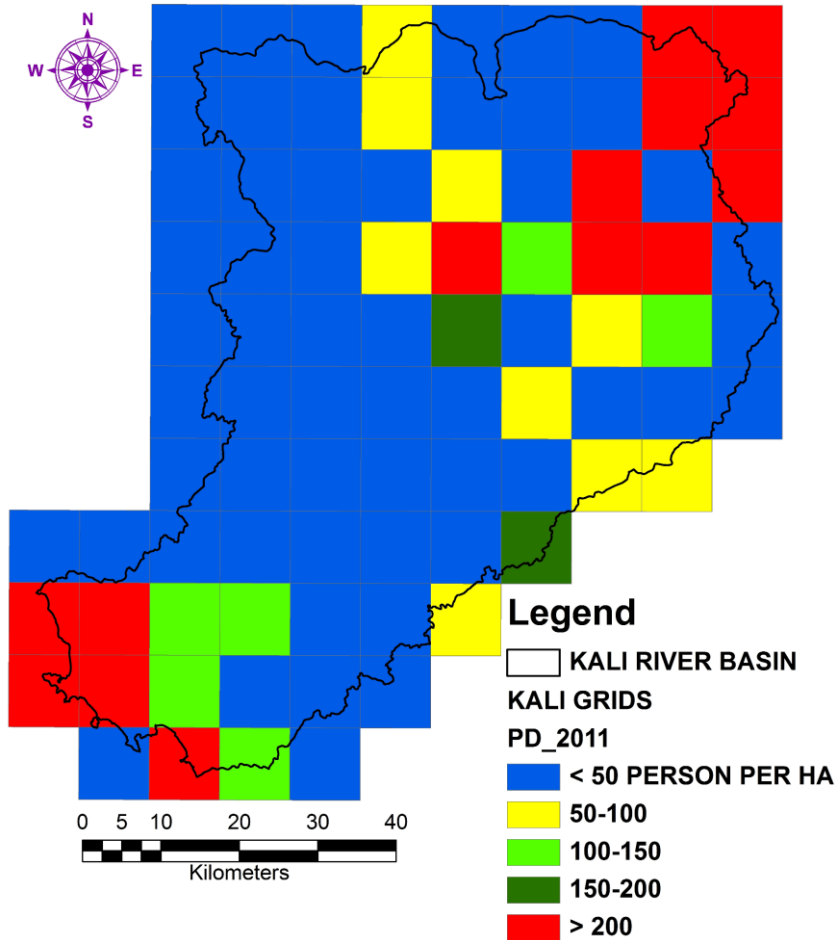 N
W E
S
Legend
KALI RIVER BASIN
KALI GRIDS
PD_2011
< 50 PERSON PER HA
50-100
100-150
150-200
> 200
0 5 10 20 30 40
Kilometers